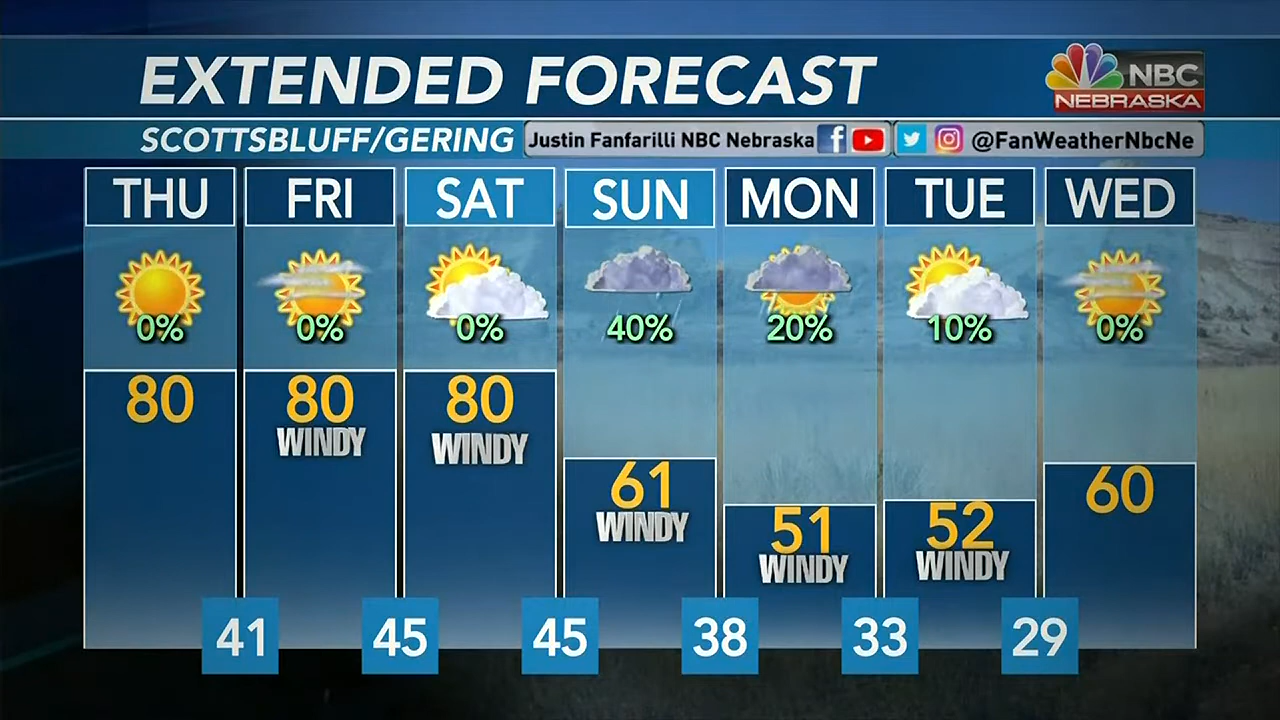 EXTENDED FORECAST
NBC
NEBRASKA
SCOTTSBLUFF/GERING Justin Fanfarilli NBC Nebraska @FanWeatherNbcNe
THU FRI SAT SUN MON TUE WED
0% 0% 0% 40% 20% 10% 0%
80 80 80 61 51 52 60
WINDY WINDY WINDY WINDY WINDY
41 45 45 38 33 29